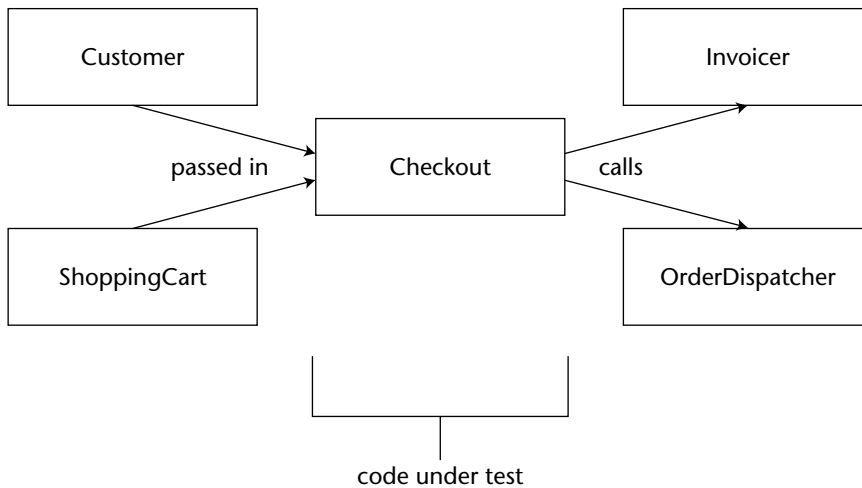 Customer
Invoicer
passed in
Checkout
calls
ShoppingCart
OrderDispatcher
code under test